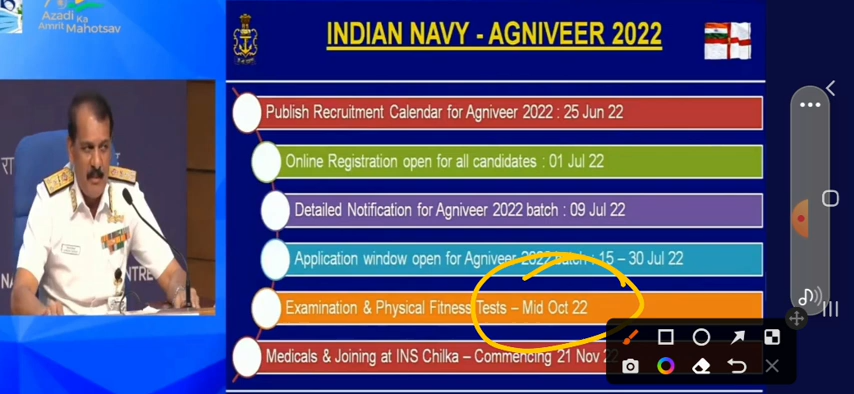 Azadi Ka
Amrit Mahotsav
INDIAN NAVY - AGNIVEER 2022
Publish Recruitment Calendar for Agniveer 2022 : 25 Jun 22
Online Registration open for all candidates : 01 Jul 22
Detailed Notification for Agniveer 2022 batch : 09 Jul 22
Application window open for Agniveer 2022 batch : 15 – 30 Jul 22
Examination & Physical Fitness Tests – Mid Oct 22
Medicals & Joining at INS Chilka – Commencing 21 Nov 22